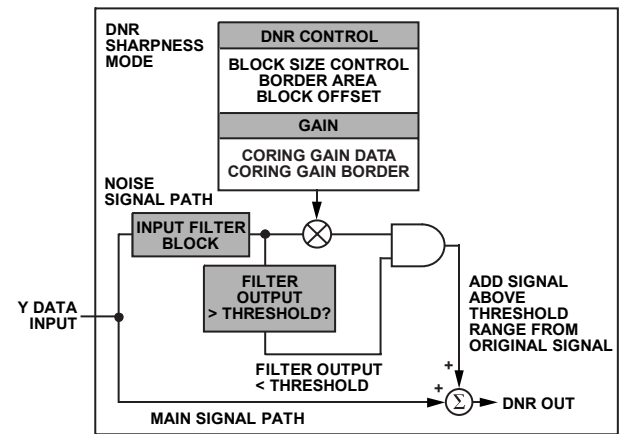 DNR
SHARPNESS
MODE
DNR CONTROL
BLOCK SIZE CONTROL
BORDER AREA
BLOCK OFFSET
GAIN
CORING GAIN DATA
CORING GAIN BORDER
NOISE
SIGNAL PATH
INPUT FILTER
BLOCK
FILTER
OUTPUT
> THRESHOLD?
Y DATA
INPUT
FILTER OUTPUT
< THRESHOLD
ADD SIGNAL
ABOVE
THRESHOLD
RANGE FROM
ORIGINAL SIGNAL
+
+
Σ
DNR OUT
MAIN SIGNAL PATH